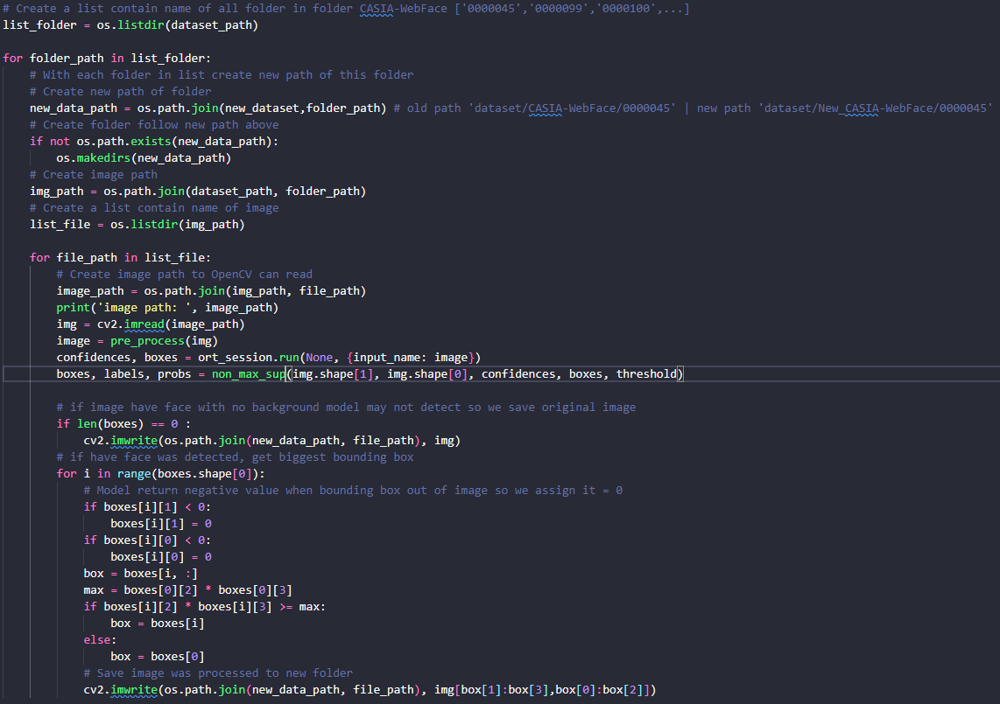 # Create a list contain name of all folder in folder CASIA-WebFace ['0000045','0000099','0000100',...]
list_folder = os.listdir(dataset_path)
for folder_path in list_folder:
# With each folder in list create new path of this folder
# Create new path of folder
new_data_path = os.path.join(new_dataset,folder_path) # old path 'dataset/CASIA-WebFace/0000045' | new path 'dataset/New_CASIA-WebFace/0000045'
# Create folder follow new path above
if not os.path.exists(new_data_path):
os.makedirs(new_data_path)
# Create image path
img_path = os.path.join(dataset_path, folder_path)
# Create a list contain name of image
list_file = os.listdir(img_path)
for file_path in list_file:
# Create image path to OpenCV can read
image_path = os.path.join(img_path, file_path)
print('image path: ', image_path)
img = cv2.imread(image_path)
image = pre_process(img)
confidences, boxes = ort_session.run(None, {input_name: image})
boxes, labels, probs = non_max_sup(img.shape[1], img.shape[0], confidences, boxes, threshold)
# if image have face with no background model may not detect so we save original image
if len(boxes) == 0 :
cv2.imwrite(os.path.join(new_data_path, file_path), img)
# if have face was detected, get biggest bounding box
for i in range(boxes.shape[0]):
# Model return negative value when bounding box out of image so we assign it = 0
if boxes[i][1] < 0:
boxes[i][1] = 0
if boxes[i][0] < 0:
boxes[i][0] = 0
box = boxes[i, :]
max = boxes[0][2] * boxes[0][3]
if boxes[i][2] * boxes[i][3] >= max:
box = boxes[i]
else:
box = boxes[0]
# Save image was processed to new folder
cv2.imwrite(os.path.join(new_data_path, file_path), img[box[1]:box[3],box[0]:box[2]])